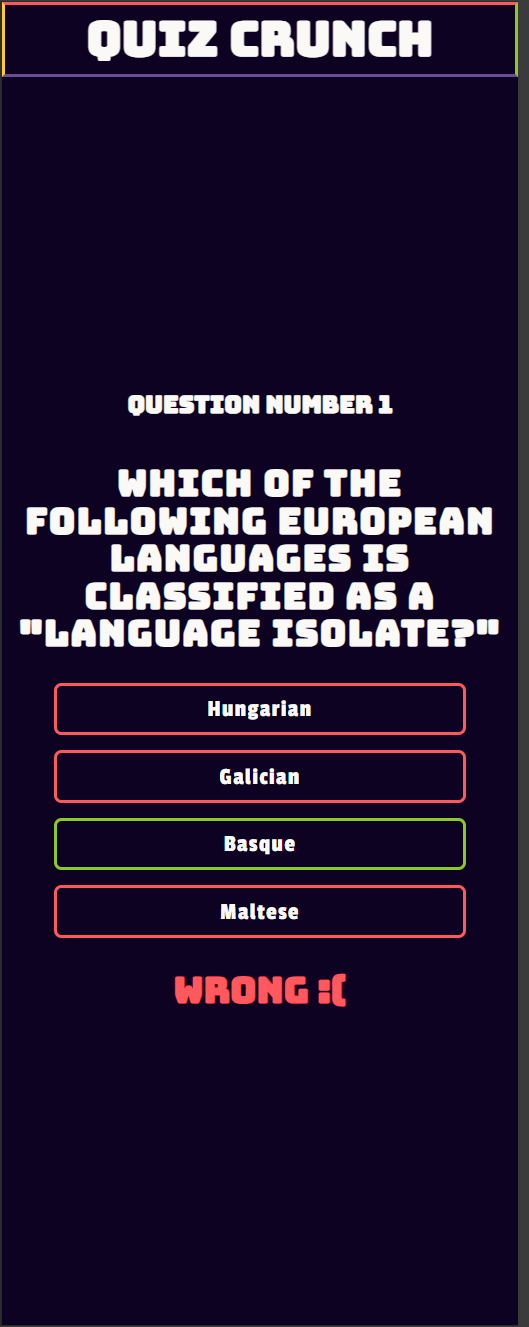 QUIZ CRUNCH
QUESTION NUMBER 1
WHICH OF THE
FOLLOWING EUROPEAN
LANGUAGES IS
CLASSIFIED AS A
"LANGUAGE ISOLATE?"
Hungarian
Galician
Basque
Maltese
WRONG :(